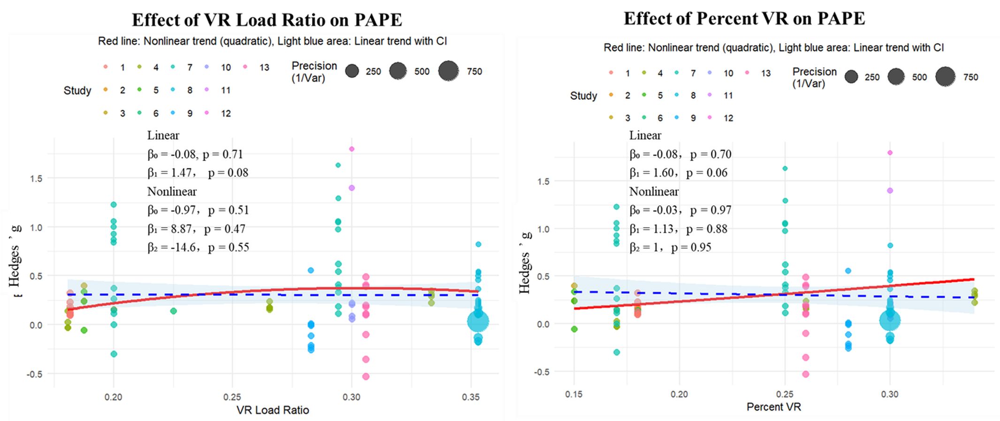 Effect of VR Load Ratio on PAPE
Red line: Nonlinear trend (quadratic), Light blue area: Linear trend with CI
1 4 7 10 13
Study 2 5 8 11
3 6 9 12
Precision
(1/Var)
250 500 750
Linear
β₀ = -0.08, p = 0.71
β₁ = 1.47， p = 0.08
Nonlinear
β₀ = -0.97，p = 0.51
β₁ = 8.87，p = 0.47
β₂ = -14.6，p = 0.55
Hedges ’ g
1.5
1.0
0.5
0.0
-0.5
0.20 0.25 0.30 0.35
VR Load Ratio
Effect of Percent VR on PAPE
Red line: Nonlinear trend (quadratic), Light blue area: Linear trend with CI
1 4 7 10 13
Study 2 5 8 11
3 6 9 12
Precision
(1/Var)
250 500 750
Linear
β₀ = -0.08，p = 0.70
β₁ = 1.60，p = 0.06
Nonlinear
β₀ = -0.03，p = 0.97
β₁ = 1.13，p = 0.88
β₂ = 1，p = 0.95
Hedges ’ g
1.5
1.0
0.5
0.0
-0.5
0.15 0.20 0.25 0.30
Percent VR